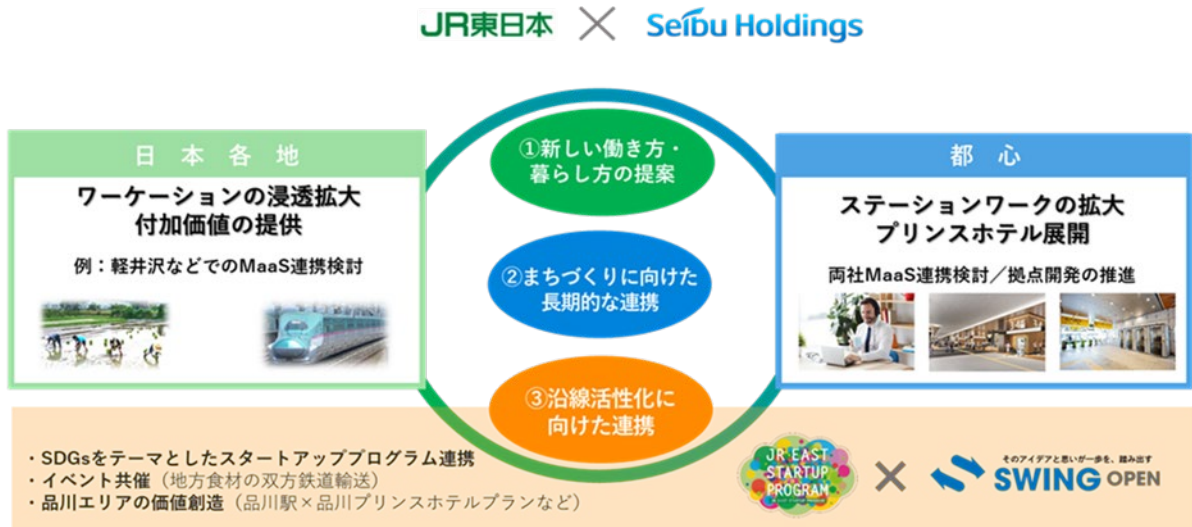 JR東日本 × Seibu Holdings
日本各地
ワーケーションの浸透拡大
付加価値の提供
例：軽井沢などでのMaaS連携検討
①新しい働き方・
暮らし方の提案
②まちづくりに向けた
長期的な連携
③沿線活性化に
向けた連携
都心
ステーションワークの拡大
プリンスホテル展開
両社MaaS連携検討／拠点開発の推進
・SDGsをテーマとしたスタートアッププログラム連携
・イベント共催（地方食材の双方鉄道輸送）
・品川エリアの価値創造（品川駅×品川プリンスホテルプランなど）
JR EAST
STARTUP
PROGRAM
×
そのアイデアと思いが一歩を、踏み出す
SWING OPEN